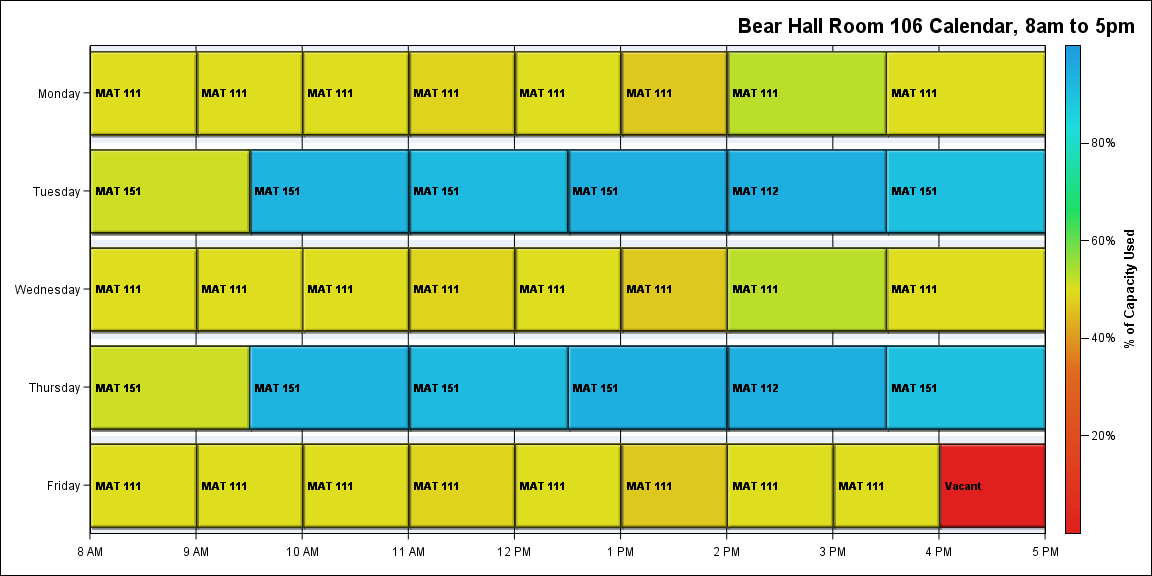 Bear Hall Room 106 Calendar, 8am to 5pm
Monday MAT 111 MAT 111 MAT 111 MAT 111 MAT 111 MAT 111 MAT 111 MAT 111
80%
Tuesday MAT 151 MAT 151 MAT 151 MAT 151 MAT 112 MAT 151
60%
Wednesday MAT 111 MAT 111 MAT 111 MAT 111 MAT 111 MAT 111 MAT 111 MAT 111
% of Capacity Used
40%
Thursday MAT 151 MAT 151 MAT 151 MAT 151 MAT 112 MAT 151
20%
Friday MAT 111 MAT 111 MAT 111 MAT 111 MAT 111 MAT 111 MAT 111 MAT 111 Vacant
8 AM 9 AM 10 AM 11 AM 12 PM 1 PM 2 PM 3 PM 4 PM 5 PM